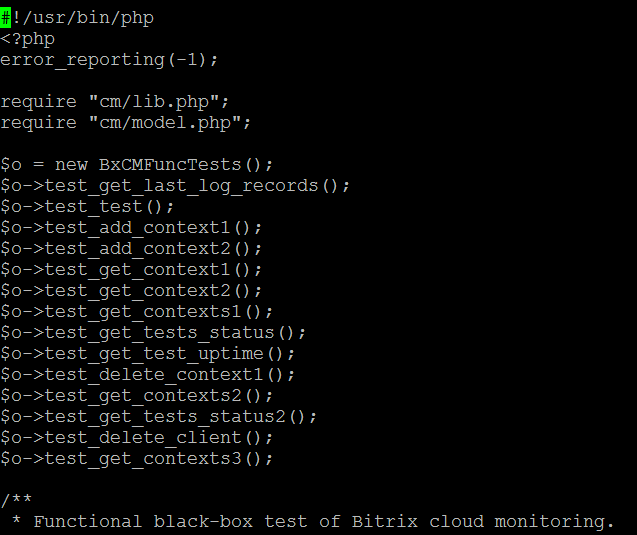 #!/usr/bin/php
<?php
error_reporting(-1);
require "cm/lib.php";
require "cm/model.php";
$o = new BxCMFuncTests();
$o->test_get_last_log_records();
$o->test_test();
$o->test_add_context1();
$o->test_add_context2();
$o->test_get_context1();
$o->test_get_context2();
$o->test_get_contexts1();
$o->test_get_tests_status();
$o->test_get_test_uptime();
$o->test_delete_context1();
$o->test_get_contexts2();
$o->test_get_tests_status2();
$o->test_delete_client();
$o->test_get_contexts3();
/**
* Functional black-box test of Bitrix cloud monitoring.